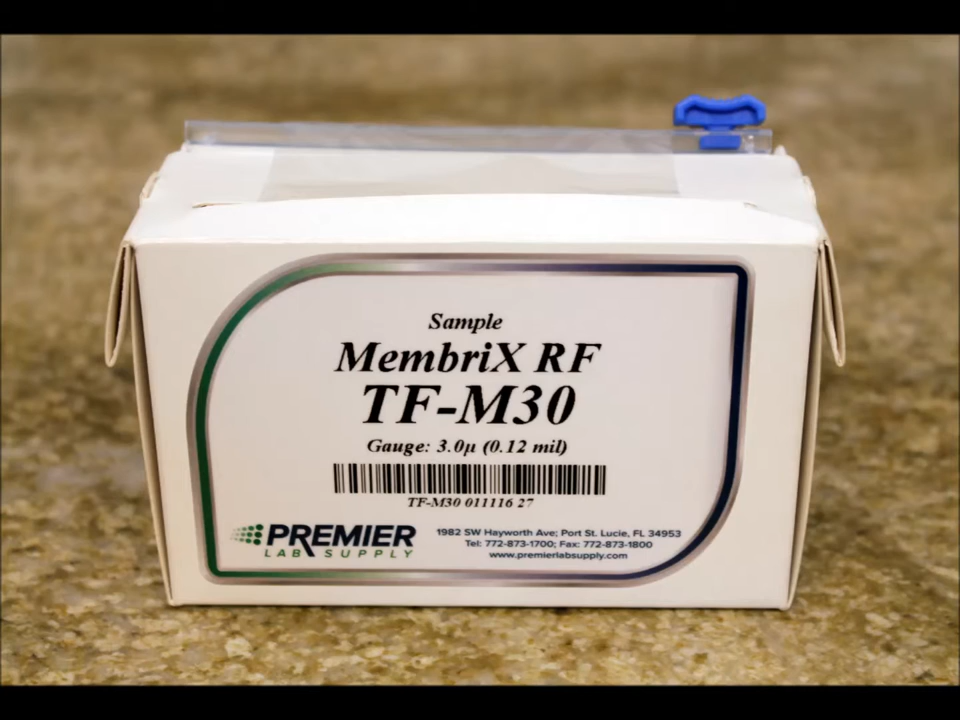 Sample
MembriX RF
TF-M30
Gauge: 3.0µ (0.12 mil)
TF-M30 011116 27
PREMIER
LAB SUPPLY
1982 SW Hayworth Ave; Port St. Lucie, FL 34953
Tel: 772-873-1700; Fax: 772-873-1800
www.premierlabsupply.com